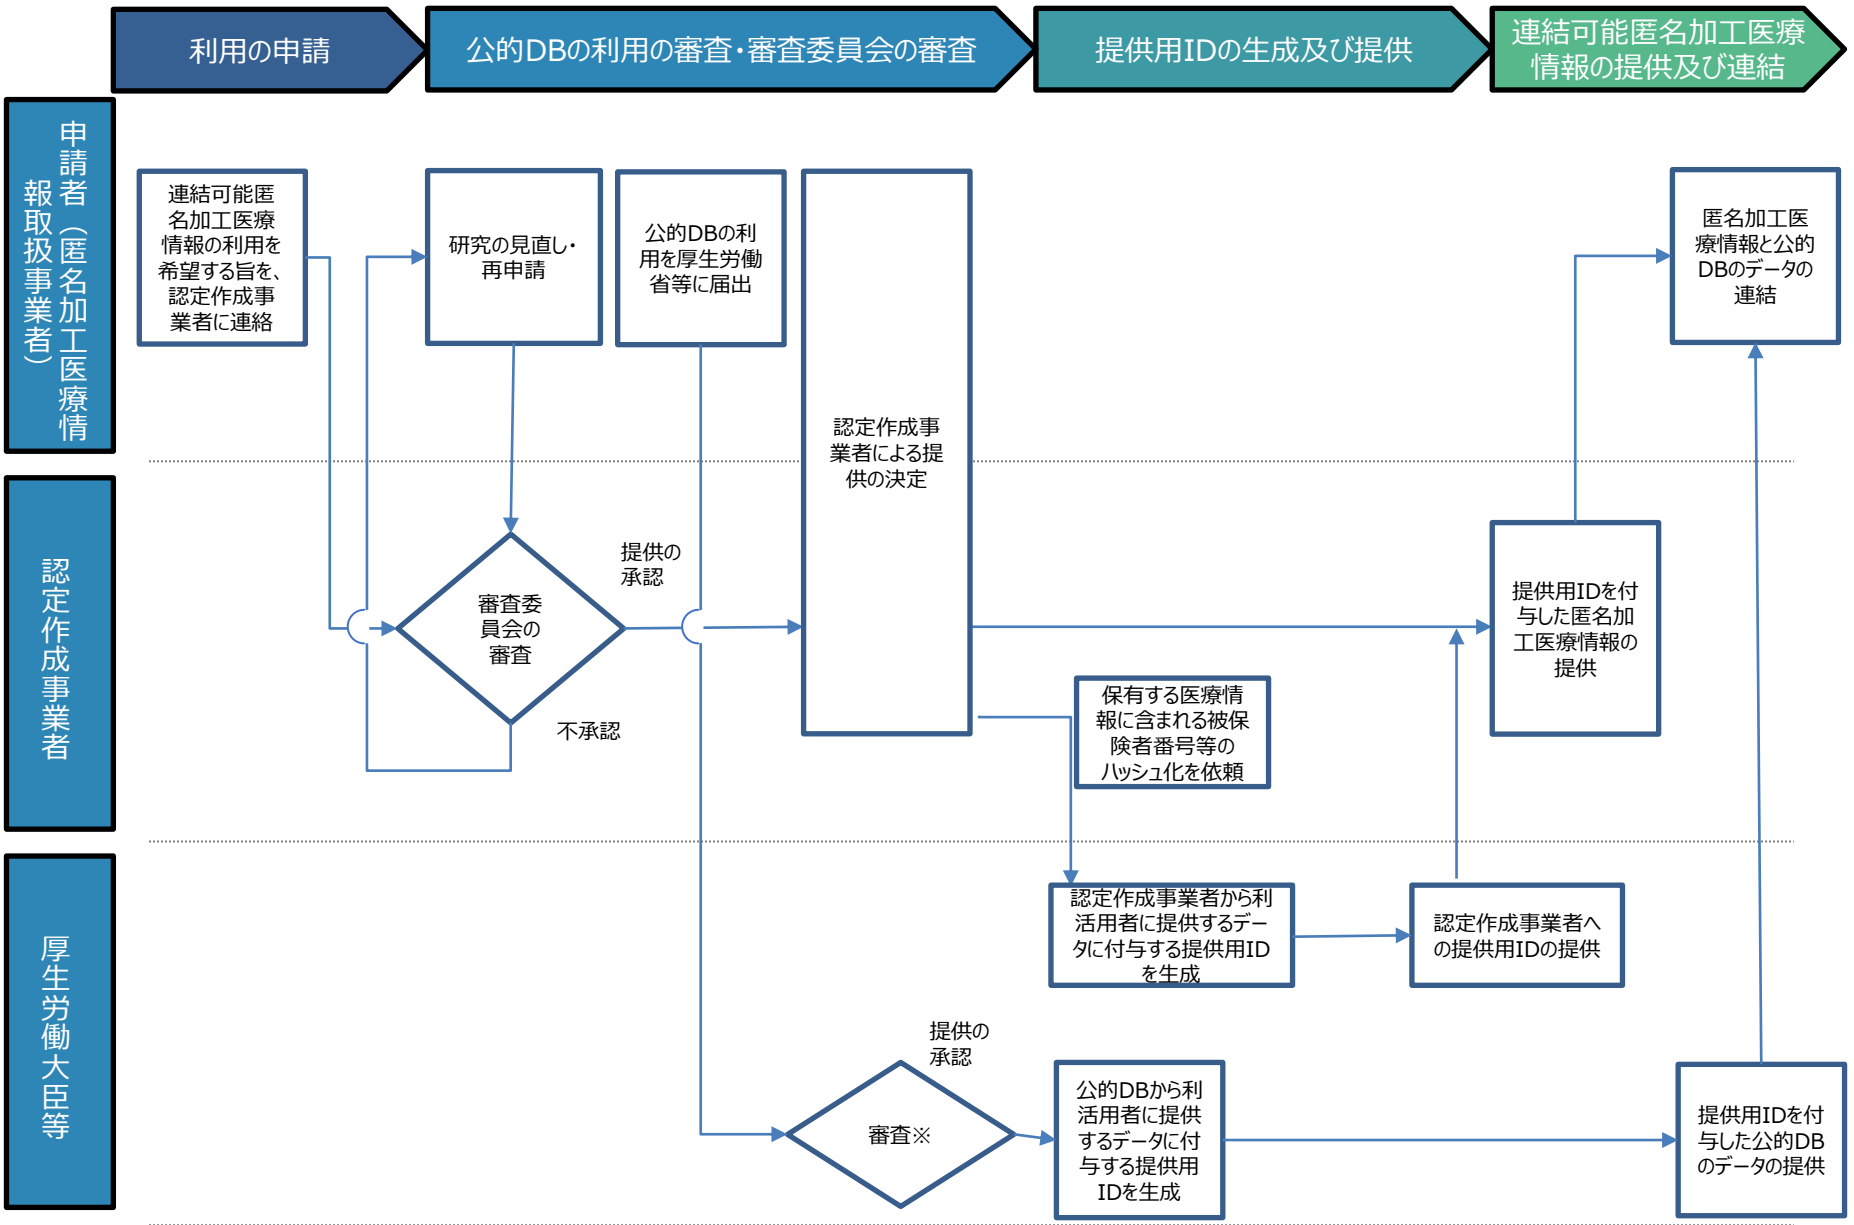 利用の申請
公的DBの利用の審査・審査委員会の審査
提供用IDの生成及び提供
連結可能匿名加工医療
情報の提供及び連結
申請者（匿名加工医療情
報取扱事業者）
連結可能匿
名加工医療
情報の利用を
希望する旨を、
認定作成事
業者に連絡
研究の見直し・
再申請
公的DBの利
用を厚生労働
省等に届出
認定作成事
業者による提
供の決定
匿名加工医
療情報と公的
DBのデータの
連結
認定作成事業者
審査委
員会の
審査
提供の
承認
不承認
保有する医療情
報に含まれる被保
険者番号等の
ハッシュ化を依頼
提供用IDを付
与した匿名加
工医療情報の
提供
厚生労働大臣等
認定作成事業者から利
活用者に提供するデー
タに付与する提供用ID
を生成
認定作成事業者へ
の提供用IDの提供
審査※
提供の
承認
公的DBから利
活用者に提供
するデータに付
与する提供用
IDを生成
提供用IDを付
与した公的DB
のデータの提供